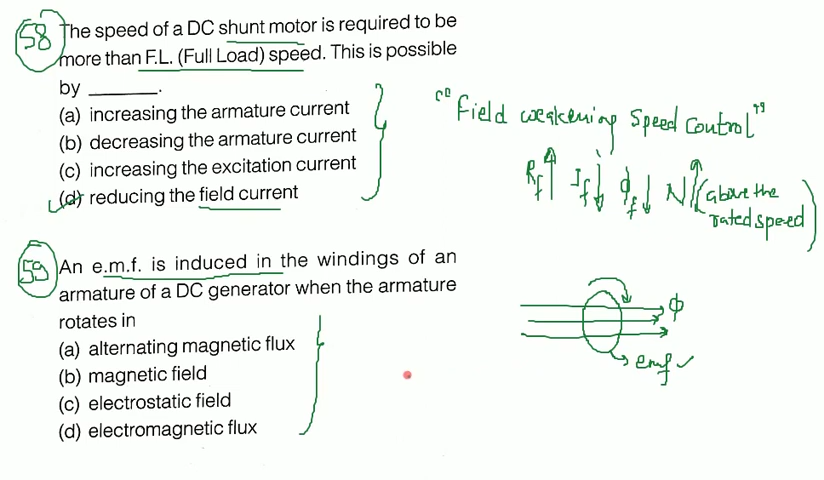 58 The speed of a DC shunt motor is required to be
more than F.L. (Full Load) speed. This is possible
by ________.
(a) increasing the armature current
(b) decreasing the armature current
(c) increasing the excitation current
(d) reducing the field current
"Field weakening speed control"
Rf↑ If↓ ϕf↓ N↑ (above the
rated speed)
59 An e.m.f. is induced in the windings of an
armature of a DC generator when the armature
rotates in
(a) alternating magnetic flux
(b) magnetic field
(c) electrostatic field
(d) electromagnetic flux
ϕ
emf ✓